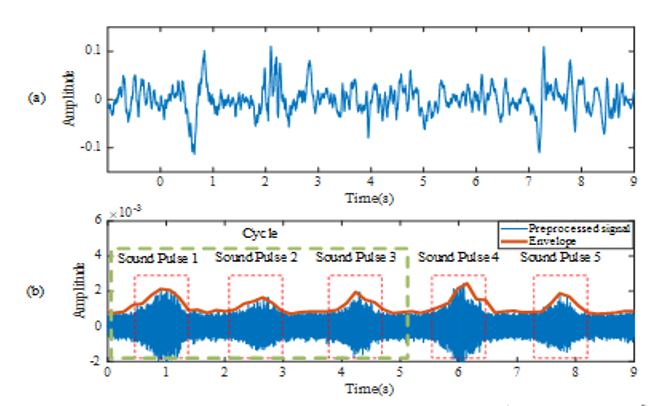 (a)
Amplitude
0.1
0
-0.1
0 1 2 3 4 5 6 7 8 9
Time(s)
×10⁻³
6
4
2
0
-2
(b)
Amplitude
Cycle
Preprocessed signal
Envelope
Sound Pulse 1 Sound Pulse 2 Sound Pulse 3 Sound Pulse 4 Sound Pulse 5
0 1 2 3 4 5 6 7 8 9
Time(s)